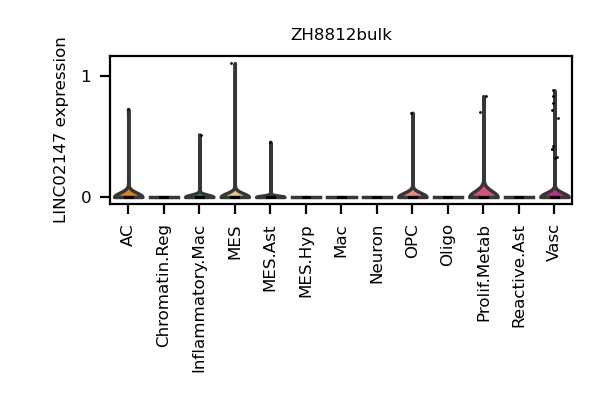 ZH8812bulk
LINC02147 expression
1
0
AC
Chromatin.Reg
Inflammatory.Mac
MES
MES.Ast
MES.Hyp
Mac
Neuron
OPC
Oligo
Prolif.Metab
Reactive.Ast
Vasc